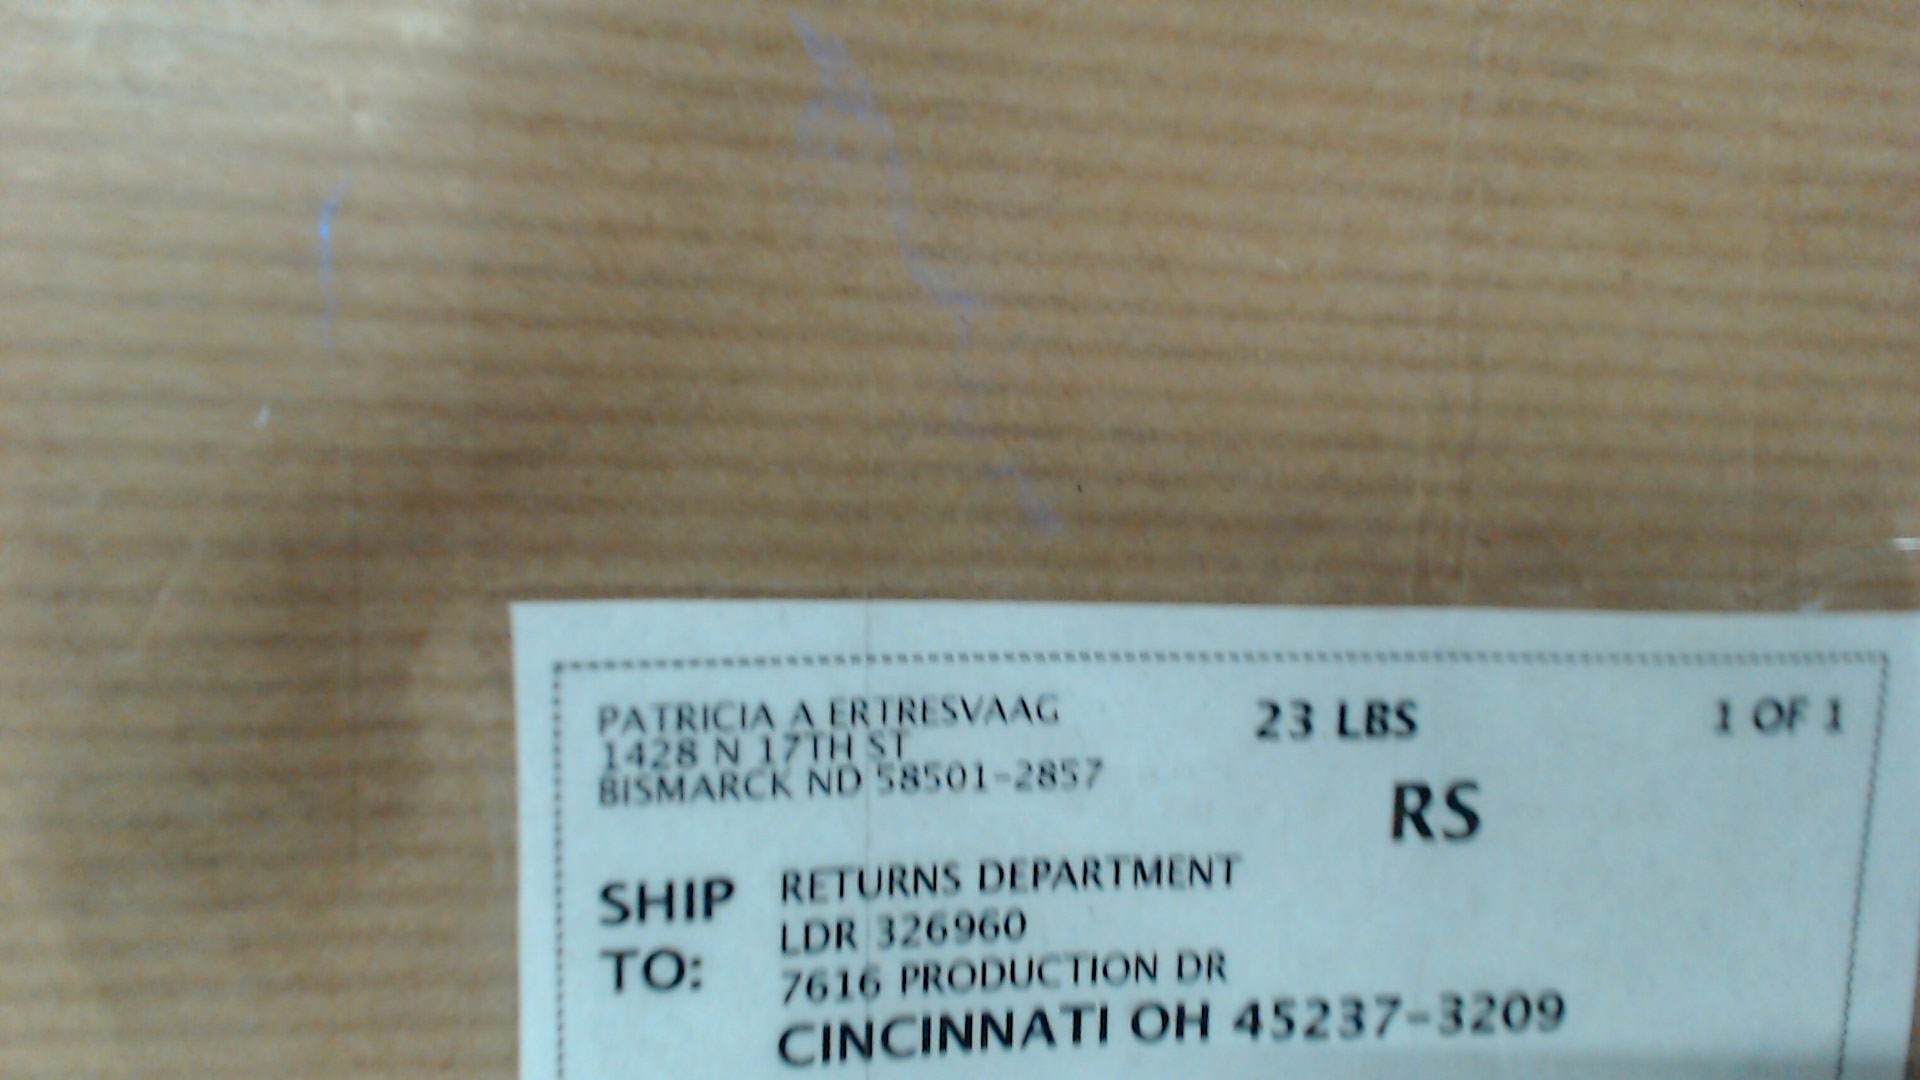 PATRICIA A ERTRESVAAG
1428 N 17TH ST
BISMARCK ND 58501-2857
23 LBS
1 OF 1
RS
SHIP TO:
RETURNS DEPARTMENT
LDR 326960
7616 PRODUCTION DR
CINCINNATI OH 45237-3209